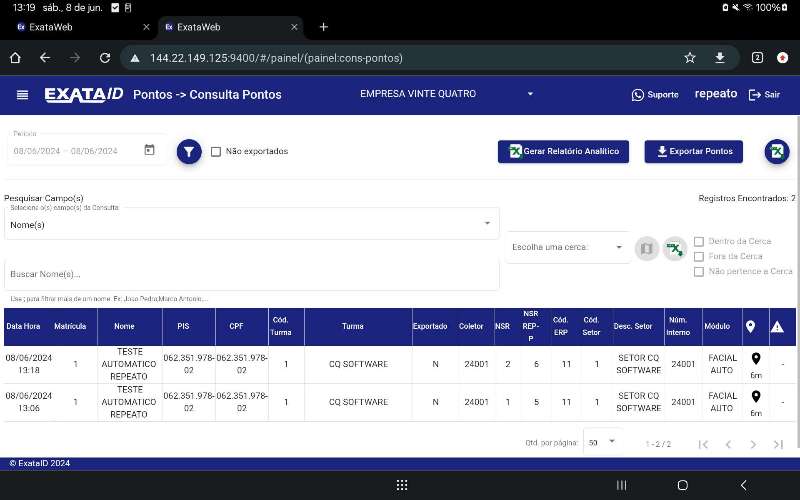 13:19 sáb., 8 de jun. 100%
ExataWeb
ExataWeb
144.22.149.125:9400/#/painel/(painel:cons-pontos) 2
EXATAID Pontos -> Consulta Pontos EMPRESA VINTE QUATRO Suporte repeato Sair
Período
08/06/2024 – 08/06/2024 Não exportados Gerar Relatório Analítico Exportar Pontos
Pesquisar Campo(s) Registros Encontrados: 2
Selecione o(s) campo(s) da Consulta
Nome(s)
Escolha uma cerca: Dentro da Cerca
Fora da Cerca
Não pertence a Cerca
Buscar Nome(s)...
Use ; para filtrar mais de um nome. Ex: João Pedro;Marco Antonio;...
Data Hora Matrícula Nome PIS CPF Cód. Turma Turma Exportado Coletor NSR NSR REP-P Cód. ERP Cód. Setor Desc. Setor Núm. Interno Módulo
08/06/2024 13:18 1 TESTE AUTOMATICO REPEATO 062.351.978-02 062.351.978-02 1 CQ SOFTWARE N 24001 2 6 11 1 SETOR CQ SOFTWARE 24001 FACIAL AUTO 6m -
08/06/2024 13:06 1 TESTE AUTOMATICO REPEATO 062.351.978-02 062.351.978-02 1 CQ SOFTWARE N 24001 1 5 11 1 SETOR CQ SOFTWARE 24001 FACIAL AUTO 6m -
Qtd. por página: 50 1 - 2 / 2
© ExataID 2024